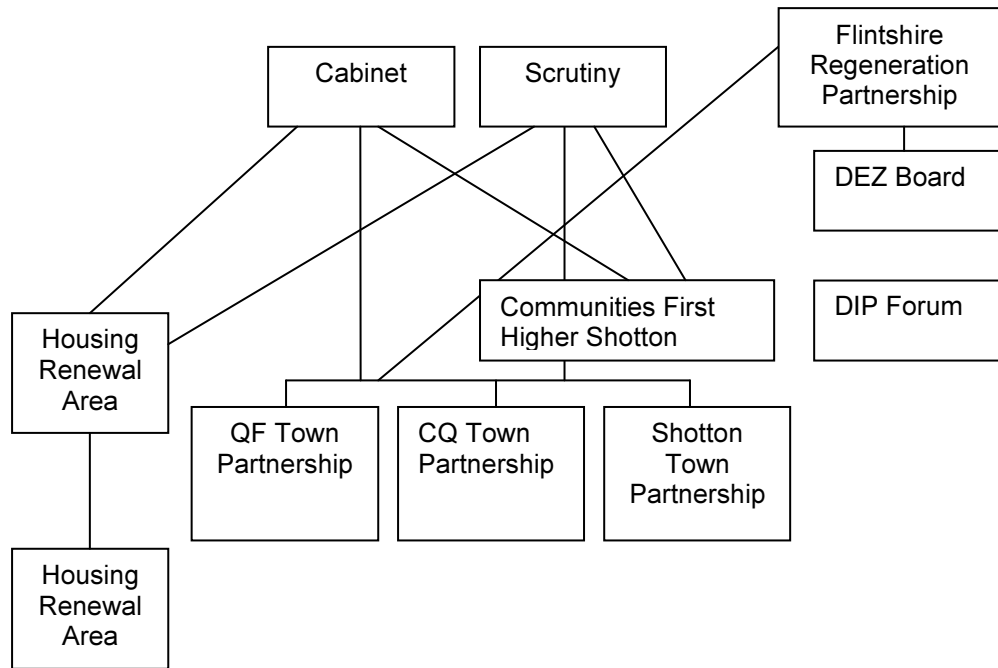 Cabinet
Scrutiny
Flintshire
Regeneration
Partnership
DEZ Board
Communities First
Higher Shotton
DIP Forum
Housing
Renewal
Area
QF Town
Partnership
CQ Town
Partnership
Shotton
Town
Partnership
Housing
Renewal
Area